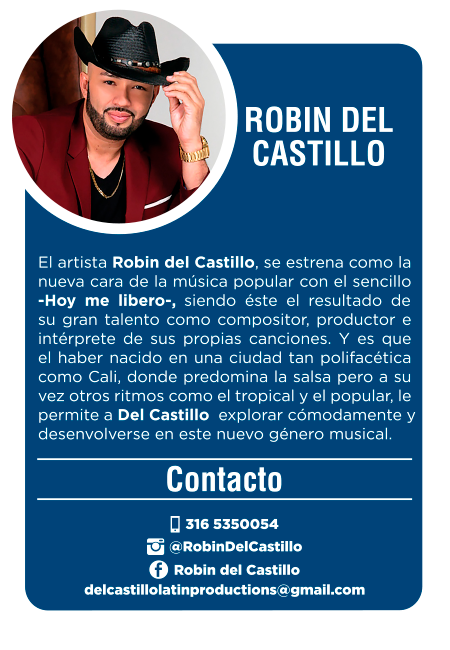 ROBIN DEL
CASTILLO
El artista Robin del Castillo, se estrena como la
nueva cara de la música popular con el sencillo
-Hoy me libero-, siendo éste el resultado de
su gran talento como compositor, productor e
intérprete de sus propias canciones. Y es que
el haber nacido en una ciudad tan polifacética
como Cali, donde predomina la salsa pero a su
vez otros ritmos como el tropical y el popular, le
permite a Del Castillo explorar cómodamente y
desenvolverse en este nuevo género musical.
Contacto
316 5350054
@RobinDelCastillo
Robin del Castillo
delcastillolatinproductions@gmail.com